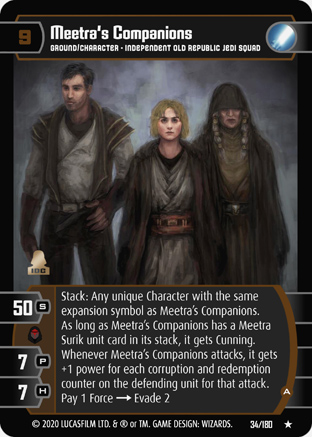 9
Meetra's Companions
GROUND/CHARACTER • INDEPENDENT OLD REPUBLIC JEDI SQUAD
IDC
50 S
7 P
7 H
Stack: Any unique Character with the same
expansion symbol as Meetra's Companions.
As long as Meetra's Companions has a Meetra
Surik unit card in its stack, it gets Cunning.
Whenever Meetra's Companions attacks, it gets
+1 power for each corruption and redemption
counter on the defending unit for that attack.
Pay 1 Force → Evade 2
A
© 2020 LUCASFILM LTD. & ® or TM. GAME DESIGN: WIZARDS. 34/180 ★